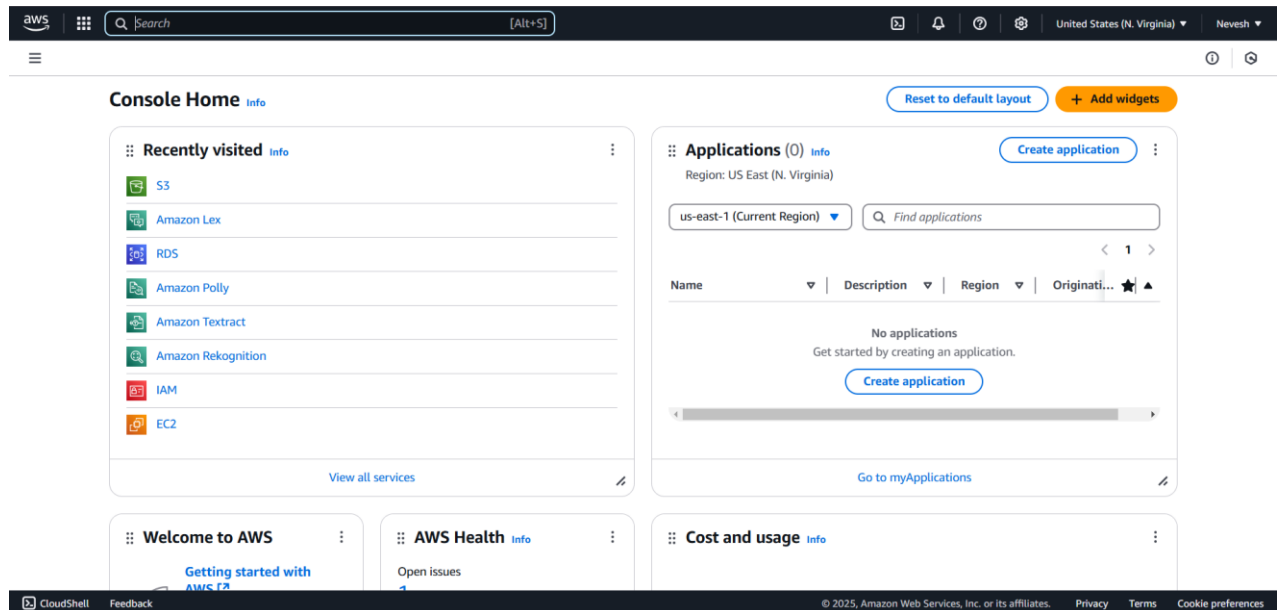 aws
Search [Alt+S]
United States (N. Virginia) ▼
Nevesh ▼
Console Home Info
Reset to default layout
+ Add widgets
Recently visited Info
S3
Amazon Lex
RDS
Amazon Polly
Amazon Textract
Amazon Rekognition
IAM
EC2
View all services
Applications (0) Info
Create application
Region: US East (N. Virginia)
us-east-1 (Current Region) ▼
Find applications
1
Name
Description
Region
Originati...
No applications
Get started by creating an application.
Create application
Go to myApplications
Welcome to AWS
Getting started with
AWS
AWS Health Info
Open issues
Cost and usage Info
CloudShell
Feedback
© 2025, Amazon Web Services, Inc. or its affiliates.
Privacy
Terms
Cookie preferences